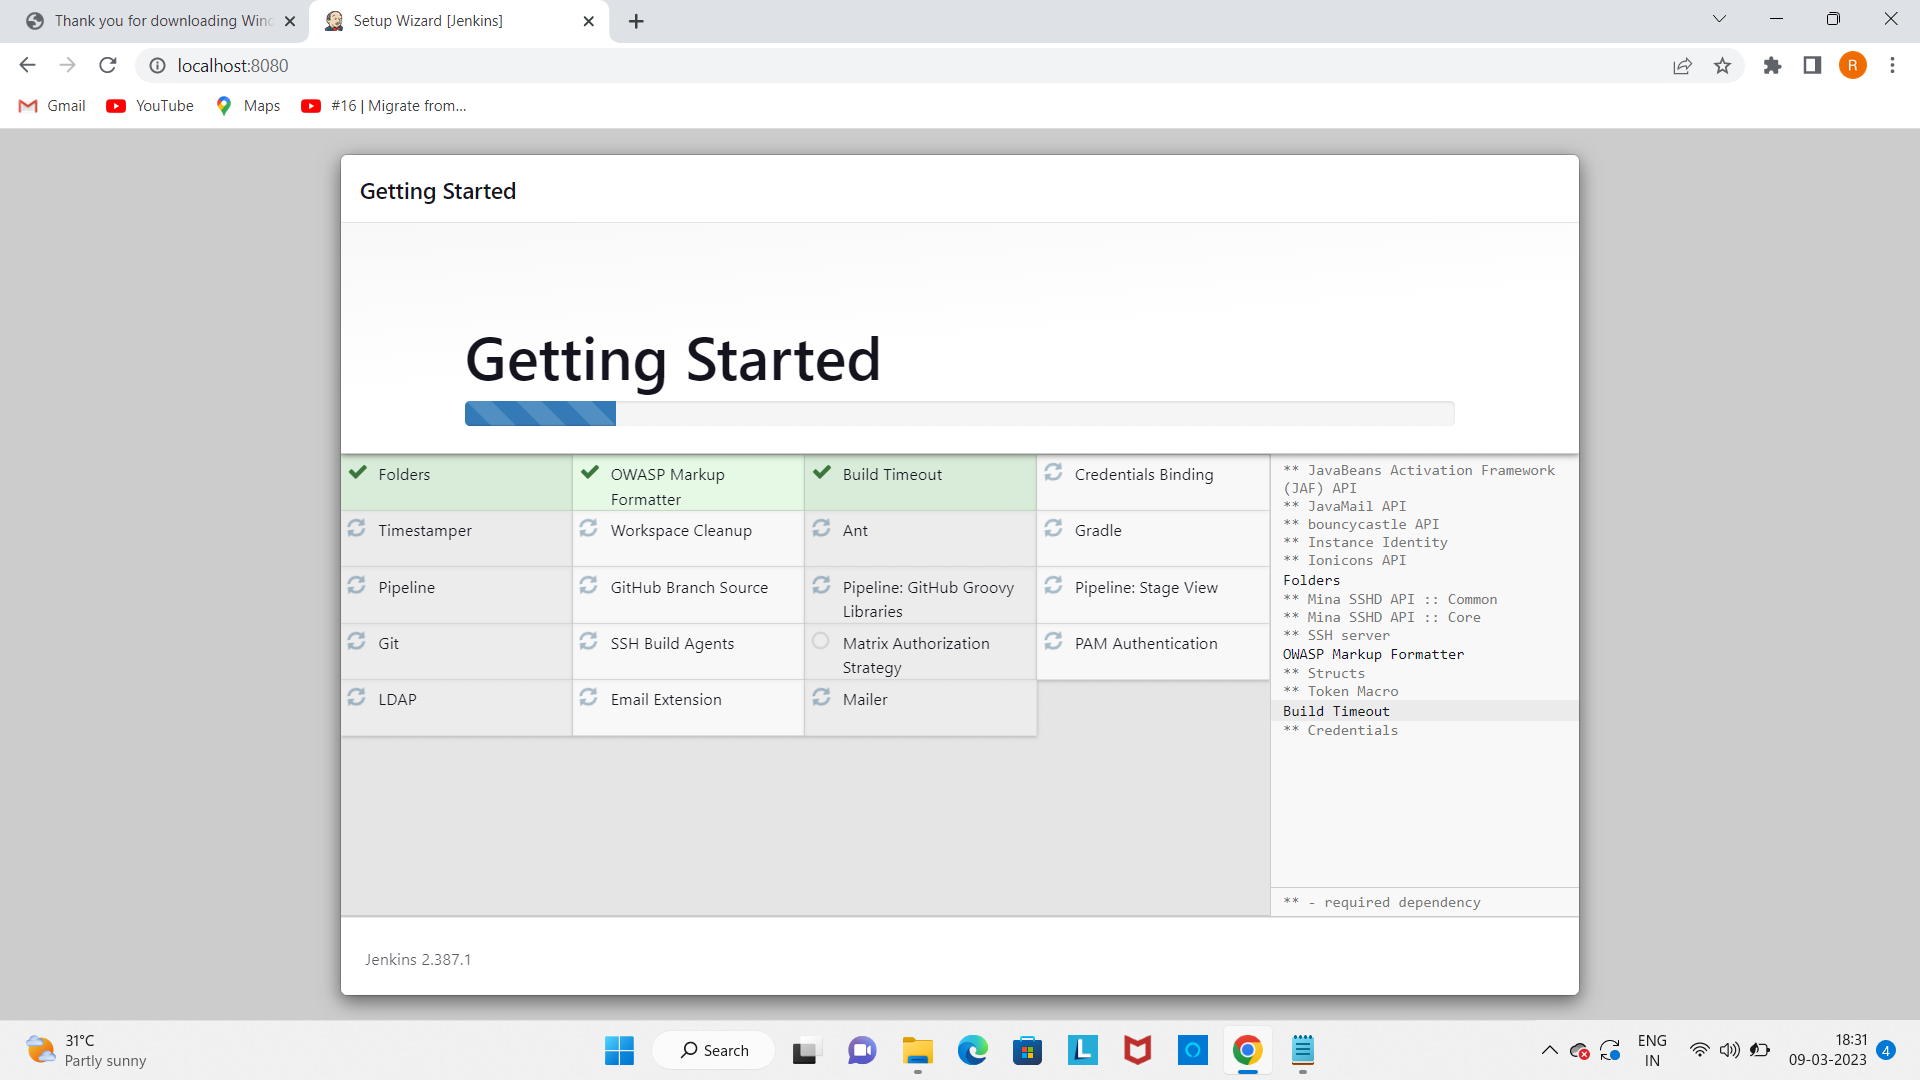 Thank you for downloading Wind
Setup Wizard [Jenkins]
localhost:8080
R
Gmail
YouTube
Maps
#16 | Migrate from...
Getting Started
Getting Started
Folders
OWASP Markup
Formatter
Build Timeout
Credentials Binding
Timestamper
Workspace Cleanup
Ant
Gradle
Pipeline
GitHub Branch Source
Pipeline: GitHub Groovy
Libraries
Pipeline: Stage View
Git
SSH Build Agents
Matrix Authorization
Strategy
PAM Authentication
LDAP
Email Extension
Mailer
** JavaBeans Activation Framework
(JAF) API
** JavaMail API
** bouncycastle API
** Instance Identity
** Ionicons API
Folders
** Mina SSHD API :: Common
** Mina SSHD API :: Core
** SSH server
OWASP Markup Formatter
** Structs
** Token Macro
Build Timeout
** Credentials
** - required dependency
Jenkins 2.387.1
31°C
Partly sunny
Search
L
ENG
IN
18:31
09-03-2023
4